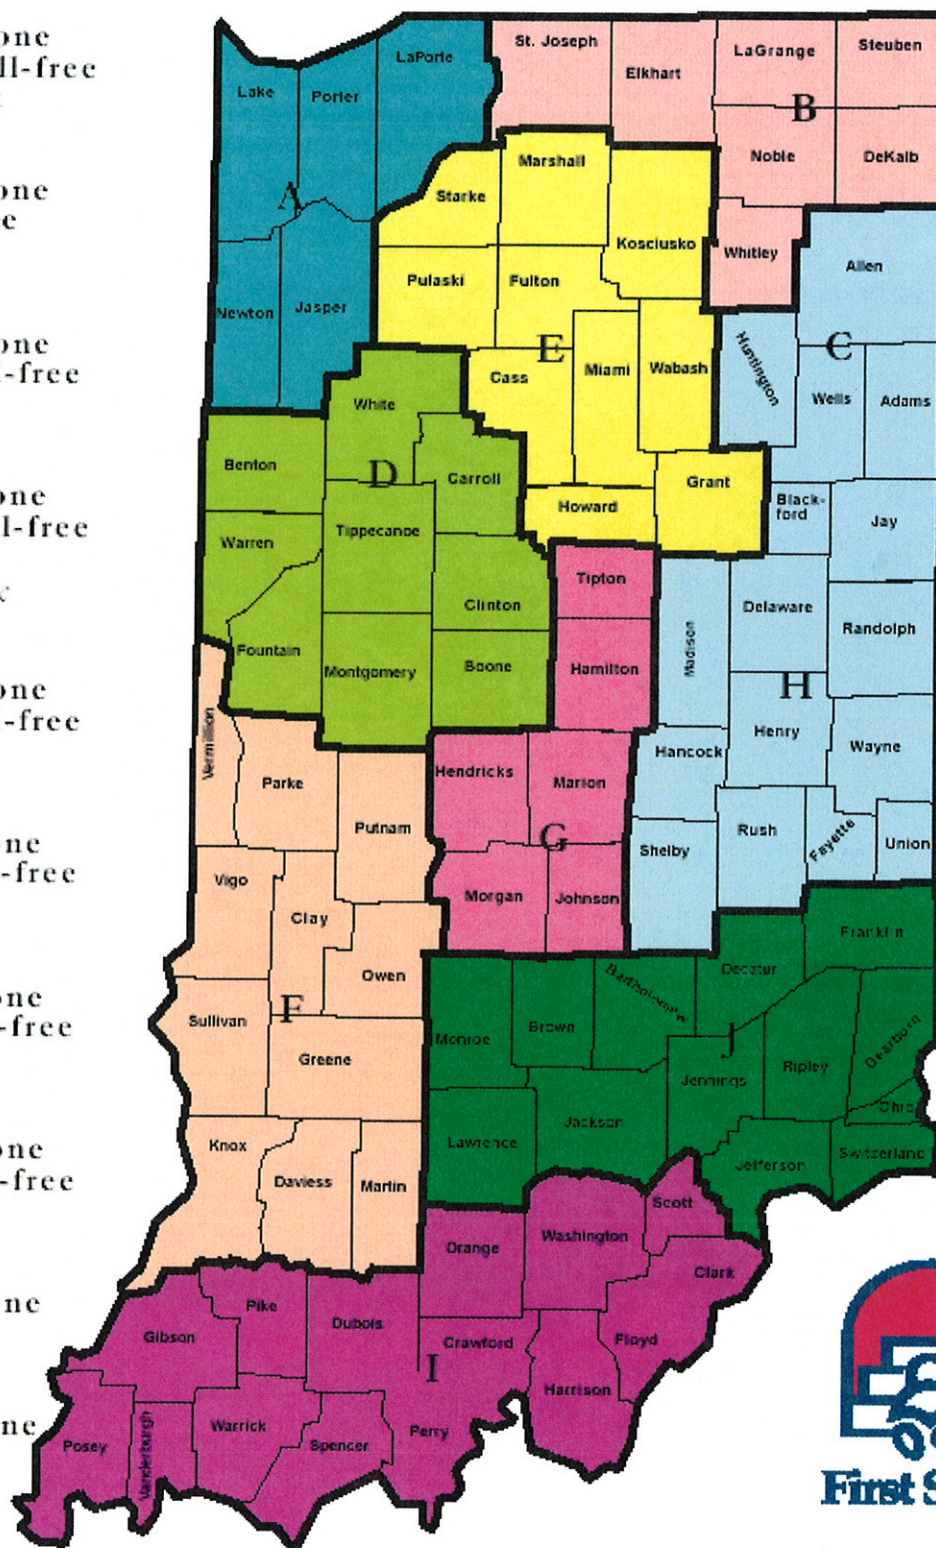 one
ll-free
one
ee
one
-free
one
l-free
one
-free
ne
-free
one
-free
one
-free
ne
ne
St. Joseph
Elkhart
LaGrange
Steuben
B
Noble
DeKalb
Whitley
LaPorte
Lake
Porter
A
Newton
Jasper
Marshall
Starke
Kosciusko
Pulaski
Fulton
E
Cass
Miami
Wabash
Howard
Grant
Allen
Huntington
C
Wells
Adams
White
Benton
D
Carroll
Warren
Tippecanoe
Clinton
Fountain
Montgomery
Boone
Black-
ford
Jay
Madison
Delaware
Randolph
H
Henry
Hancock
Wayne
Shelby
Rush
Fayette
Union
Tipton
Hamilton
Hendricks
Marion
G
Morgan
Johnson
Vermillion
Parke
Putnam
Vigo
Clay
Owen
Sullivan
F
Greene
Knox
Daviess
Martin
Franklin
Decatur
Bartholomew
Brown
Monroe
J
Jennings
Ripley
Dearborn
Ohio
Jackson
Lawrence
Jefferson
Switzerland
Scott
Orange
Washington
Clark
Pike
Gibson
Dubois
Crawford
Floyd
I
Harrison
Posey
Vanderburgh
Warrick
Spencer
Perry
First S